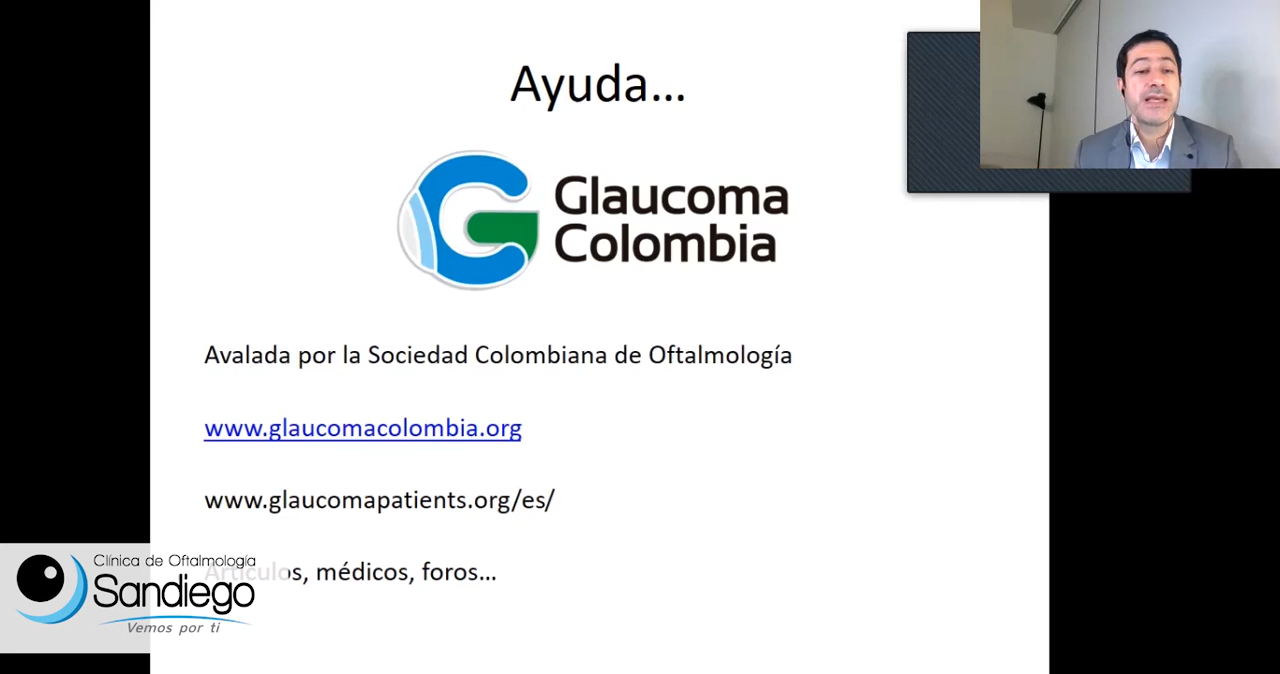 Ayuda...
Glaucoma
Colombia
Avalada por la Sociedad Colombiana de Oftalmología
www.glaucomacolombia.org
www.glaucomapatients.org/es/
Artículos, médicos, foros...
Clínica de Oftalmología
Sandiego
Vemos por ti